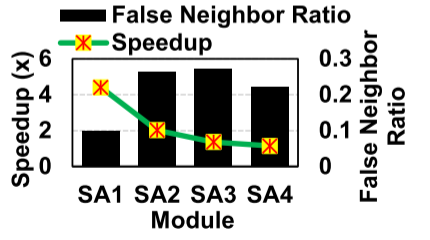 False Neighbor Ratio
Speedup
Speedup (x)
6
4
2
0
0.3
0.2
0.1
0
False Neighbor
Ratio
SA1 SA2 SA3 SA4
Module